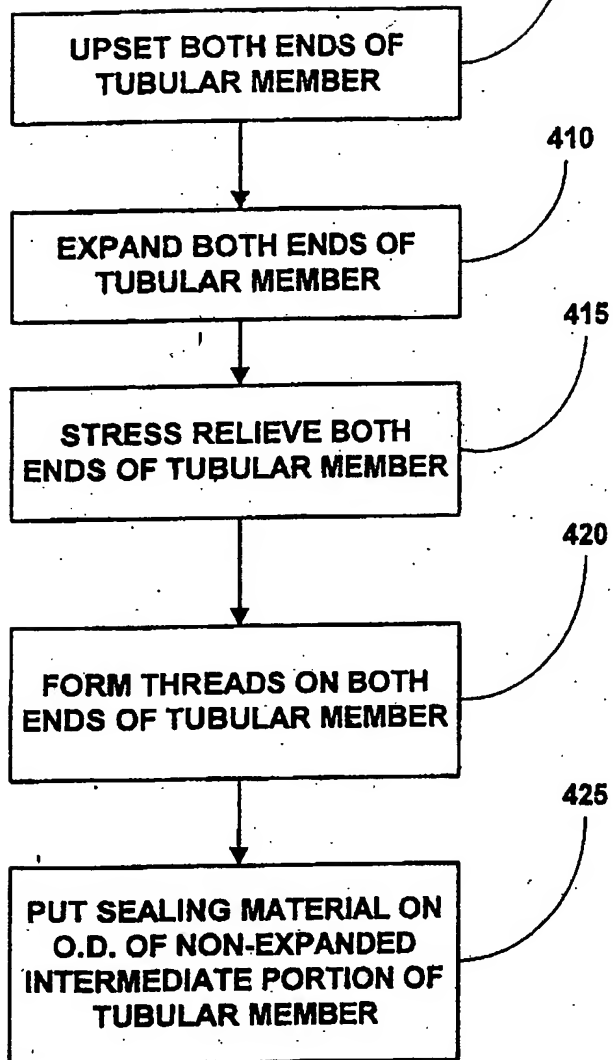 UPSET BOTH ENDS OF
TUBULAR MEMBER
410
EXPAND BOTH ENDS OF
TUBULAR MEMBER
415
STRESS RELIEVE BOTH
ENDS OF TUBULAR MEMBER
420
FORM THREADS ON BOTH
ENDS OF TUBULAR MEMBER
425
PUT SEALING MATERIAL ON
O.D. OF NON-EXPANDED
INTERMEDIATE PORTION OF
TUBULAR MEMBER